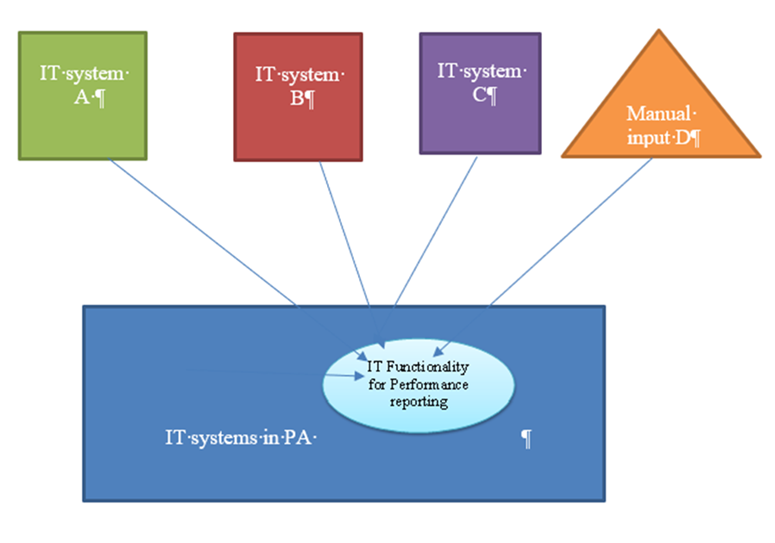 IT·system·
A·¶
IT·system·
B¶
IT·system·
C¶
Manual·
input·D¶
IT Functionality
for Performance
reporting
IT·systems·in·PA· ¶